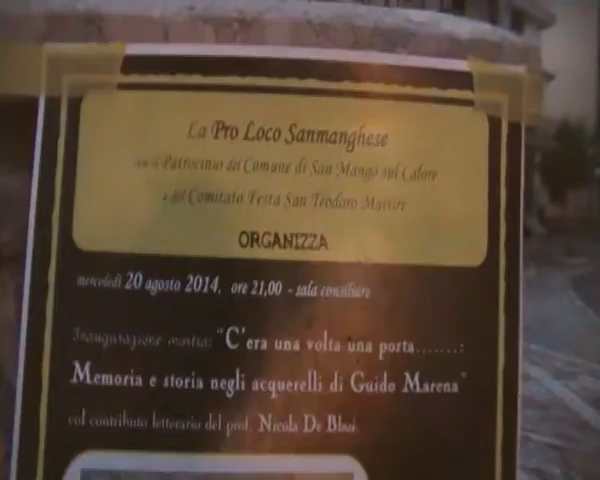 La Pro Loco Sanmanghese
con il Patrocinio del Comune di San Mango sul Calore
e del Comitato Festa San Teodoro Martire
ORGANIZZA
mercoledì 20 agosto 2014, ore 21,00 - sala consiliare
Inaugurazione mostra: "C'era una volta una porta.......:
Memoria e storia negli acquerelli di Guido Marena"
col contributo letterario del prof. Nicola De Blasi